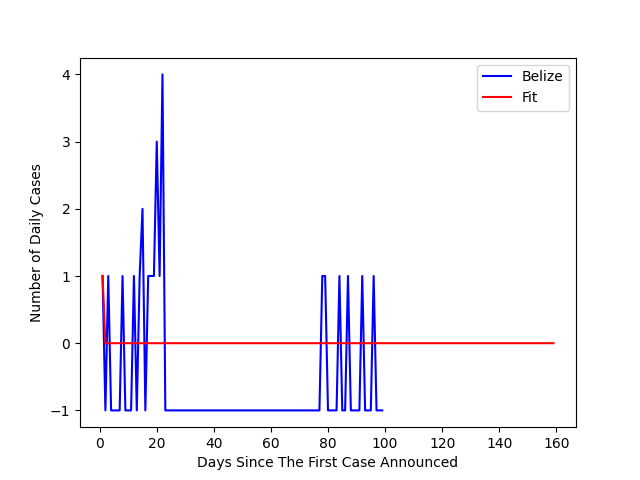 Belize
Fit
Number of Daily Cases
4
3
2
1
0
−1
0 20 40 60 80 100 120 140 160
Days Since The First Case Announced